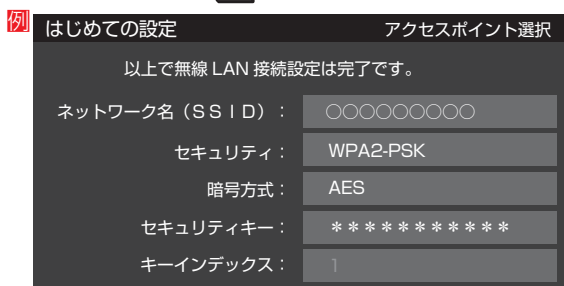 例
はじめての設定 アクセスポイント選択
以上で無線 LAN 接続設定は完了です。
ネットワーク名（ＳＳＩＤ）： ○○○○○○○○○
セキュリティ： WPA2-PSK
暗号方式： AES
セキュリティキー： ＊＊＊＊＊＊＊＊＊＊＊
キーインデックス： 1